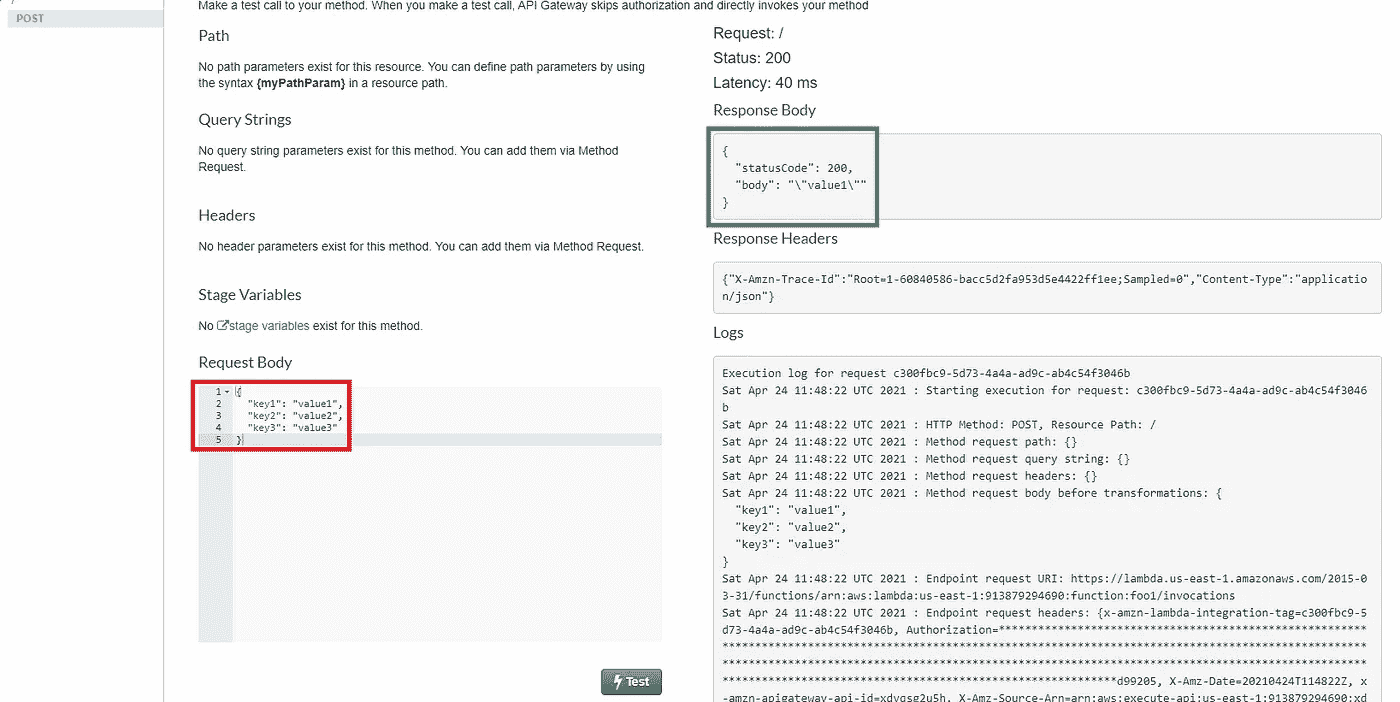 POST
Make a test call to your method. When you make a test call, API Gateway skips authorization and directly invokes your method
Path
No path parameters exist for this resource. You can define path parameters by using
the syntax {myPathParam} in a resource path.
Query Strings
No query string parameters exist for this method. You can add them via Method
Request.
Headers
No header parameters exist for this method. You can add them via Method Request.
Stage Variables
No stage variables exist for this method.
Request Body
1 {
2 "key1": "value1",
3 "key2": "value2",
4 "key3": "value3"
5 }
Test
Request: /
Status: 200
Latency: 40 ms
Response Body
{
"statusCode": 200,
"body": "\"value1\""
}
Response Headers
{"X-Amzn-Trace-Id":"Root=1-60840586-bacc5d2fa953d5e4422ff1ee;Sampled=0","Content-Type":"applicatio
n/json"}
Logs
Execution log for request c300fbc9-5d73-4a4a-ad9c-ab4c54f3046b
Sat Apr 24 11:48:22 UTC 2021 : Starting execution for request: c300fbc9-5d73-4a4a-ad9c-ab4c54f3046
b
Sat Apr 24 11:48:22 UTC 2021 : HTTP Method: POST, Resource Path: /
Sat Apr 24 11:48:22 UTC 2021 : Method request path: {}
Sat Apr 24 11:48:22 UTC 2021 : Method request query string: {}
Sat Apr 24 11:48:22 UTC 2021 : Method request headers: {}
Sat Apr 24 11:48:22 UTC 2021 : Method request body before transformations: {
"key1": "value1",
"key2": "value2",
"key3": "value3"
}
Sat Apr 24 11:48:22 UTC 2021 : Endpoint request URI: https://lambda.us-east-1.amazonaws.com/2015-0
3-31/functions/arn:aws:lambda:us-east-1:913879294690:function:foo1/invocations
Sat Apr 24 11:48:22 UTC 2021 : Endpoint request headers: {x-amzn-lambda-integration-tag=c300fbc9-5
d73-4a4a-ad9c-ab4c54f3046b, Authorization=**************************************************
******************************************************************************************
******************************************************************************************
******************************************************d99205, X-Amz-Date=20210424T114822Z, x
-amzn-apigateway-api-id=xdvqsg2u5h, X-Amz-Source-Arn=arn:aws:execute-api:us-east-1:913879294690:xd